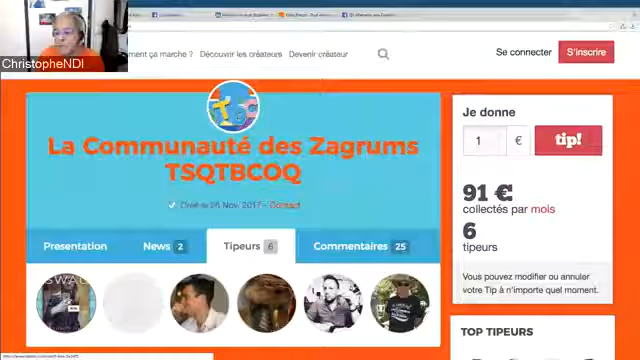 ChristopheNDI
ment ça marche ?
Découvrir les créateurs
Devenir créateur
Se connecter
S'inscrire
La Communauté des Zagrums
TSQTBCOQ
Créé le 26 Nov. 2017 - Contact
Presentation
News 2
Tipeurs 6
Commentaires 25
Je donne
1 €
tip!
91 €
collectés par mois
6
tipeurs
Vous pouvez modifier ou annuler
votre Tip à n'importe quel moment.
TOP TIPEURS